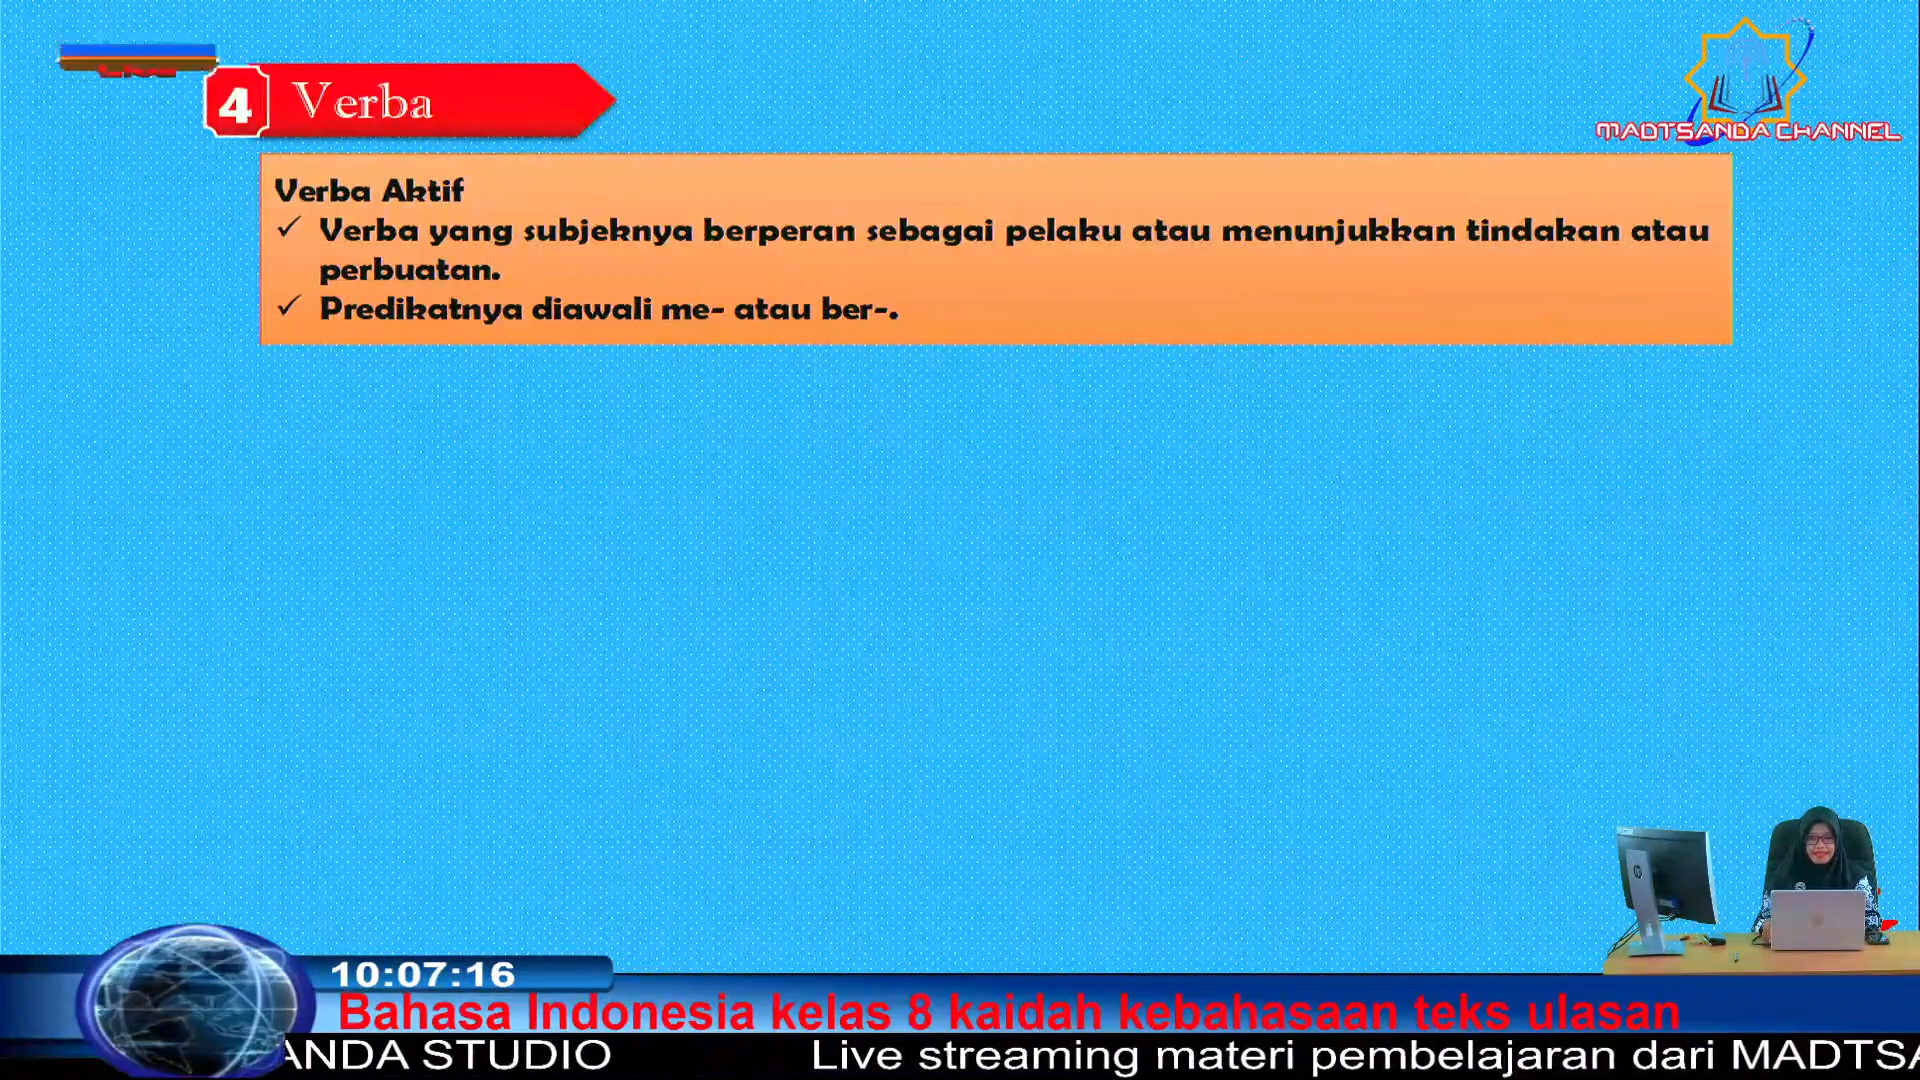 Live
4 Verba
MADTSANDA CHANNEL
Verba Aktif
✓ Verba yang subjeknya berperan sebagai pelaku atau menunjukkan tindakan atau
perbuatan.
✓ Predikatnya diawali me- atau ber-.
10:07:16
Bahasa Indonesia kelas 8 kaidah kebahasaan teks ulasan
ANDA STUDIO Live streaming materi pembelajaran dari MADTSA